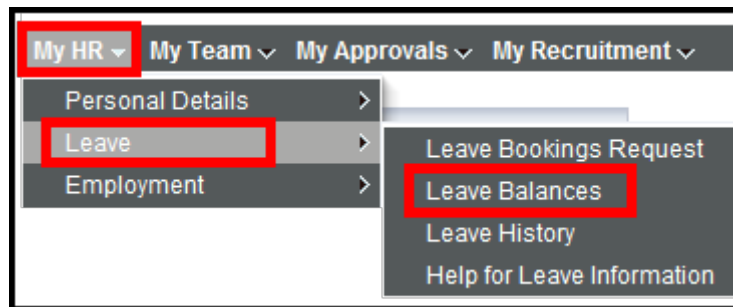 My HR My Team My Approvals My Recruitment
Personal Details
Leave
Employment
Leave Bookings Request
Leave Balances
Leave History
Help for Leave Information